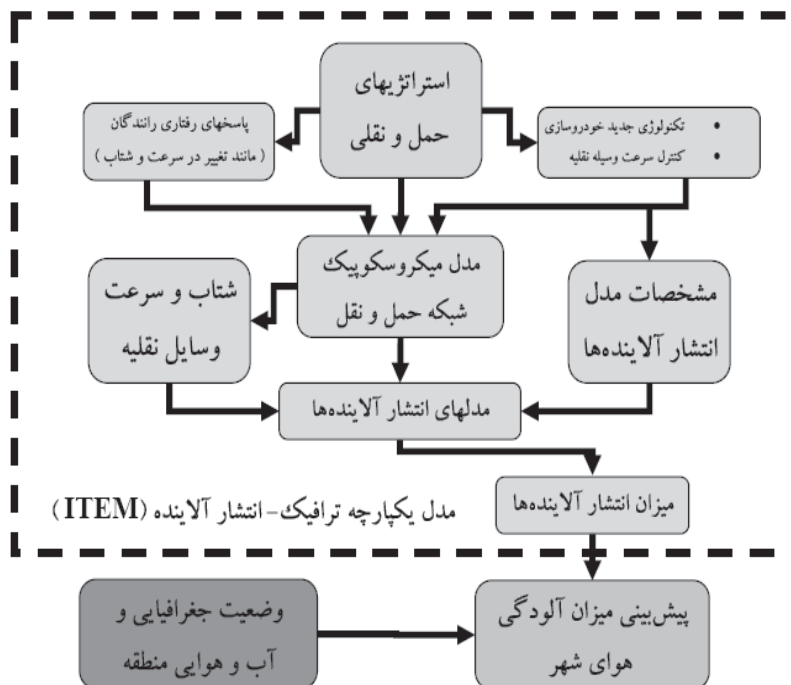 استراتژیهای
حمل و نقلی
پاسخهای رفتاری رانندگان
( مانند تغییر در سرعت و شتاب )
• تکنولوژی جدید خودروسازی
• کنترل سرعت وسیله نقلیه
مدل میکروسکوپیک
شبکه حمل و نقل
شتاب و سرعت
وسایل نقلیه
مشخصات مدل
انتشار آلاینده‌ها
مدلهای انتشار آلاینده‌ها
میزان انتشار آلاینده‌ها
مدل یکپارچه ترافیک-انتشار آلاینده (ITEM)
وضعیت جغرافیایی و
آب و هوایی منطقه
پیش‌بینی میزان آلودگی
هوای شهر